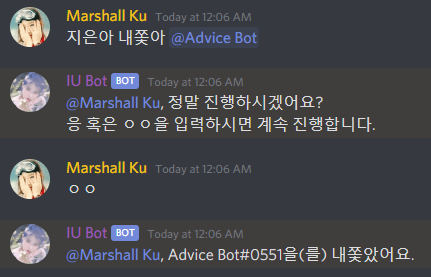 Marshall Ku Today at 12:06 AM
지은아 내쫓아 @Advice Bot
IU Bot BOT Today at 12:06 AM
@Marshall Ku, 정말 진행하시겠어요?
응 혹은 ㅇㅇ을 입력하시면 계속 진행합니다.
Marshall Ku Today at 12:06 AM
ㅇㅇ
IU Bot BOT Today at 12:06 AM
@Marshall Ku, Advice Bot#0551을(를) 내쫓았어요.